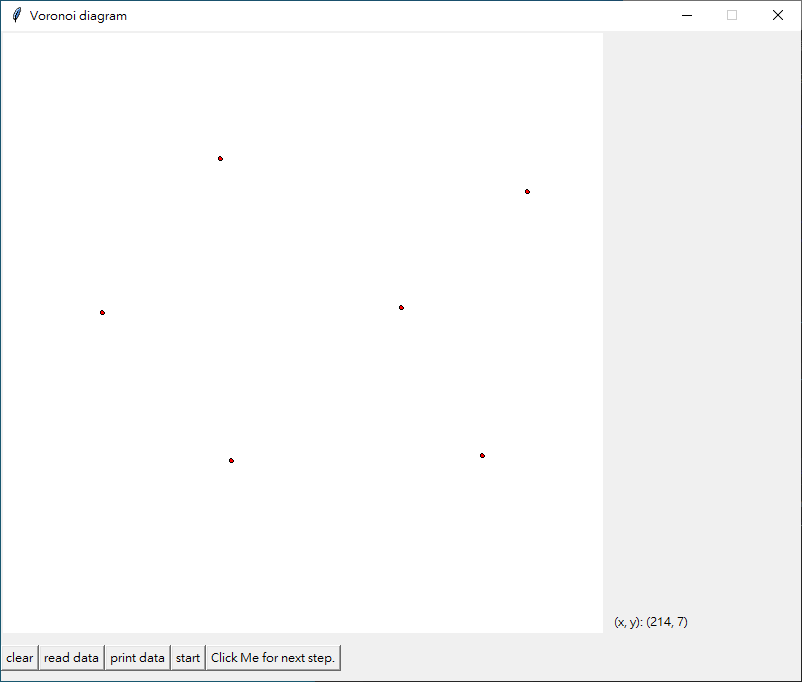 Voronoi diagram
(x, y): (214, 7)
clear read data print data start Click Me for next step.